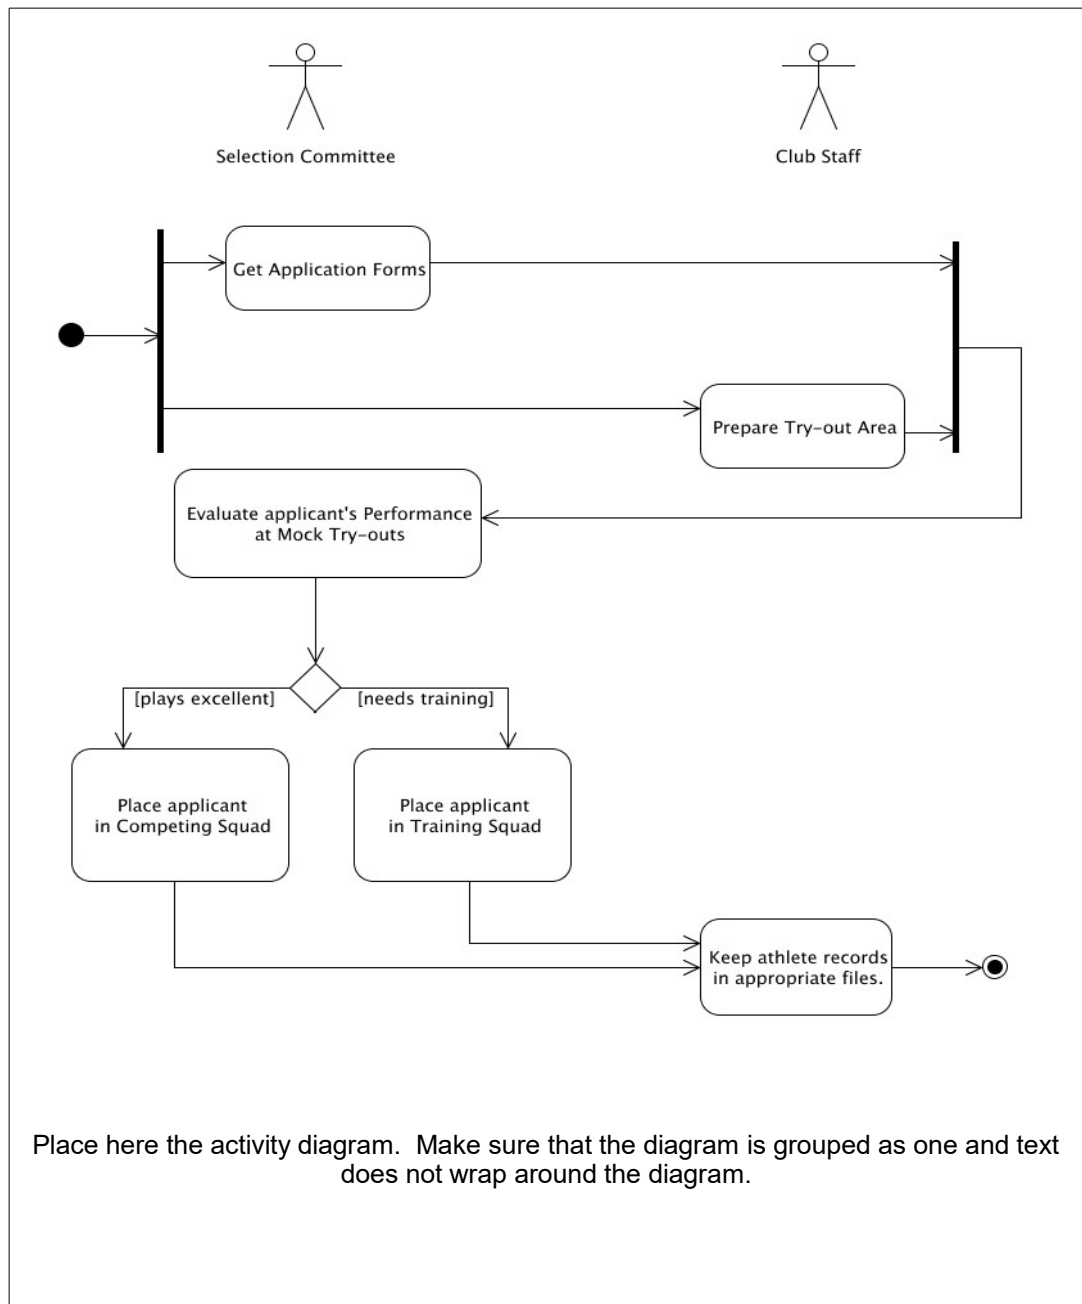 Selection Committee
Club Staff
Get Application Forms
Prepare Try-out Area
Evaluate applicant's Performance
at Mock Try-outs
[plays excellent]
[needs training]
Place applicant
in Competing Squad
Place applicant
in Training Squad
Keep athlete records
in appropriate files.
Place here the activity diagram.  Make sure that the diagram is grouped as one and text
does not wrap around the diagram.